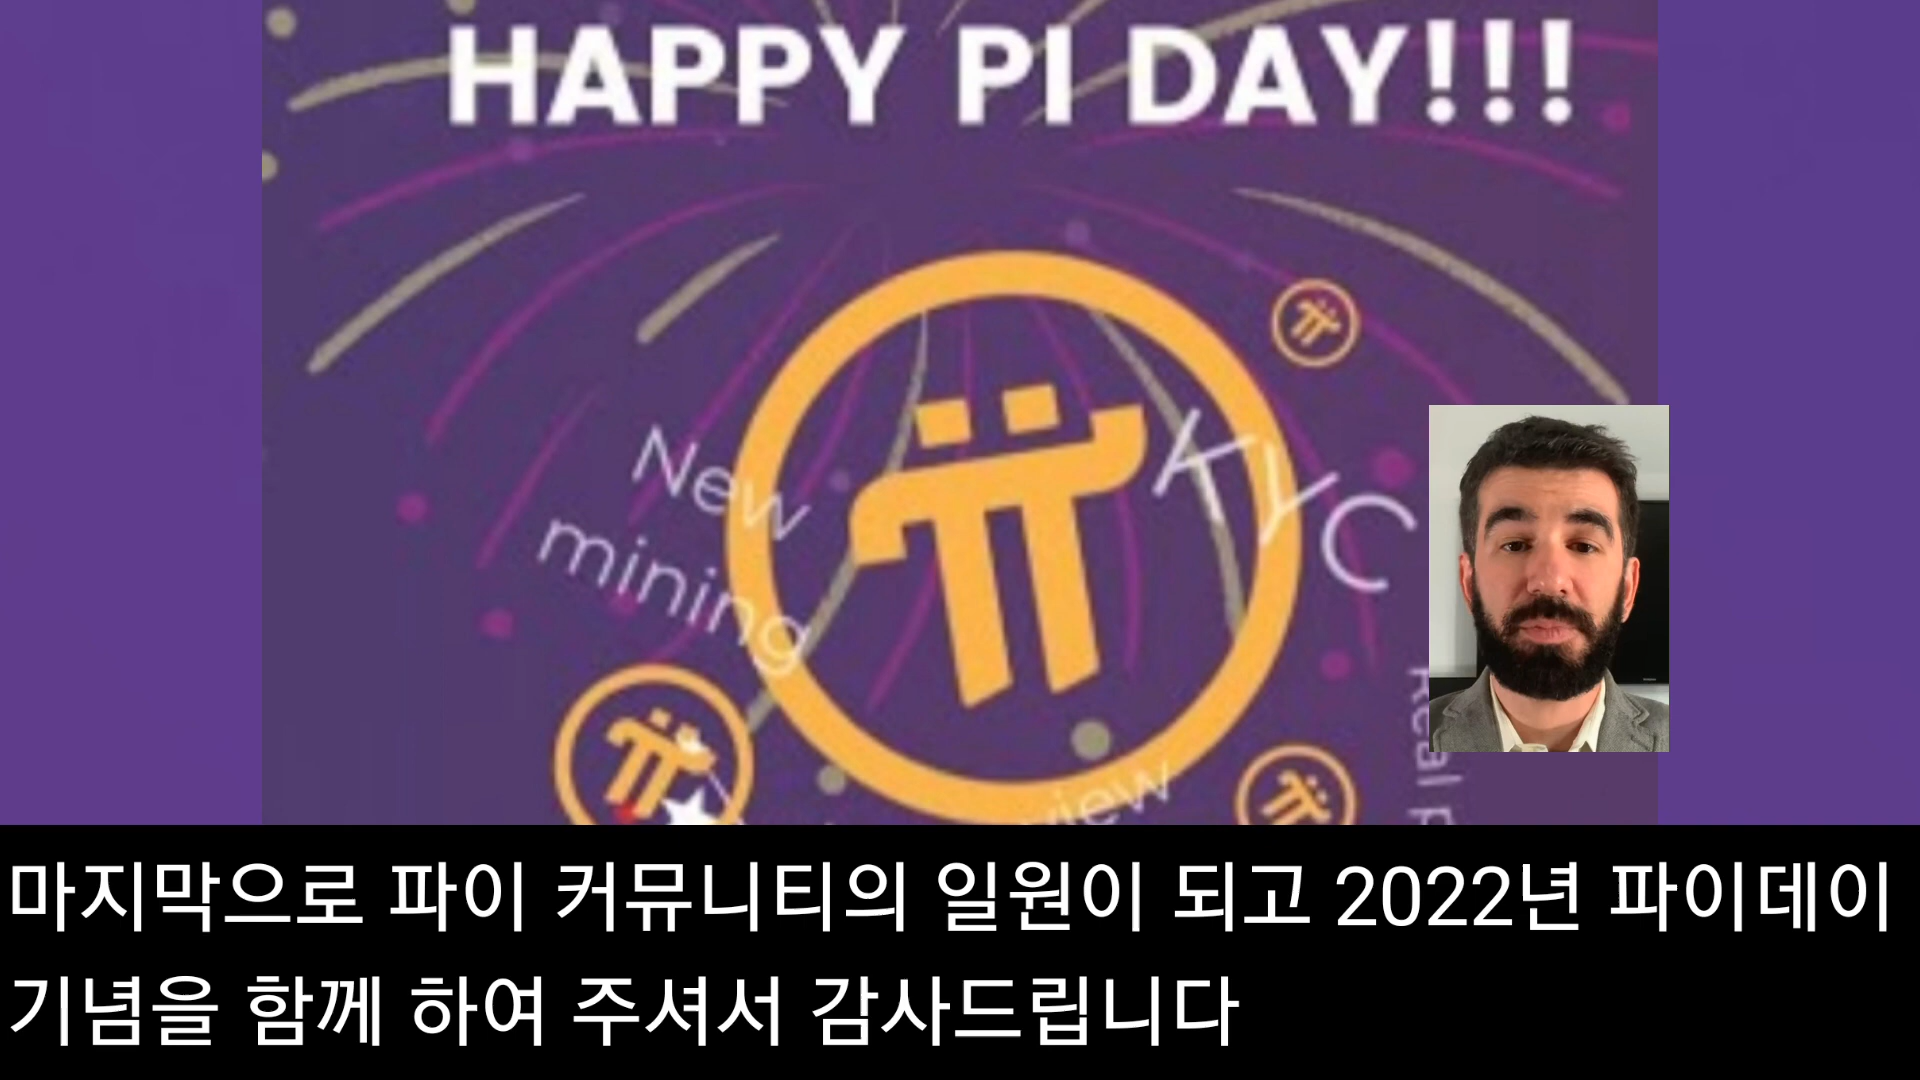 HAPPY PI DAY!!!
New
mining
KYC
마지막으로 파이 커뮤니티의 일원이 되고 2022년 파이데이
기념을 함께 하여 주셔서 감사드립니다